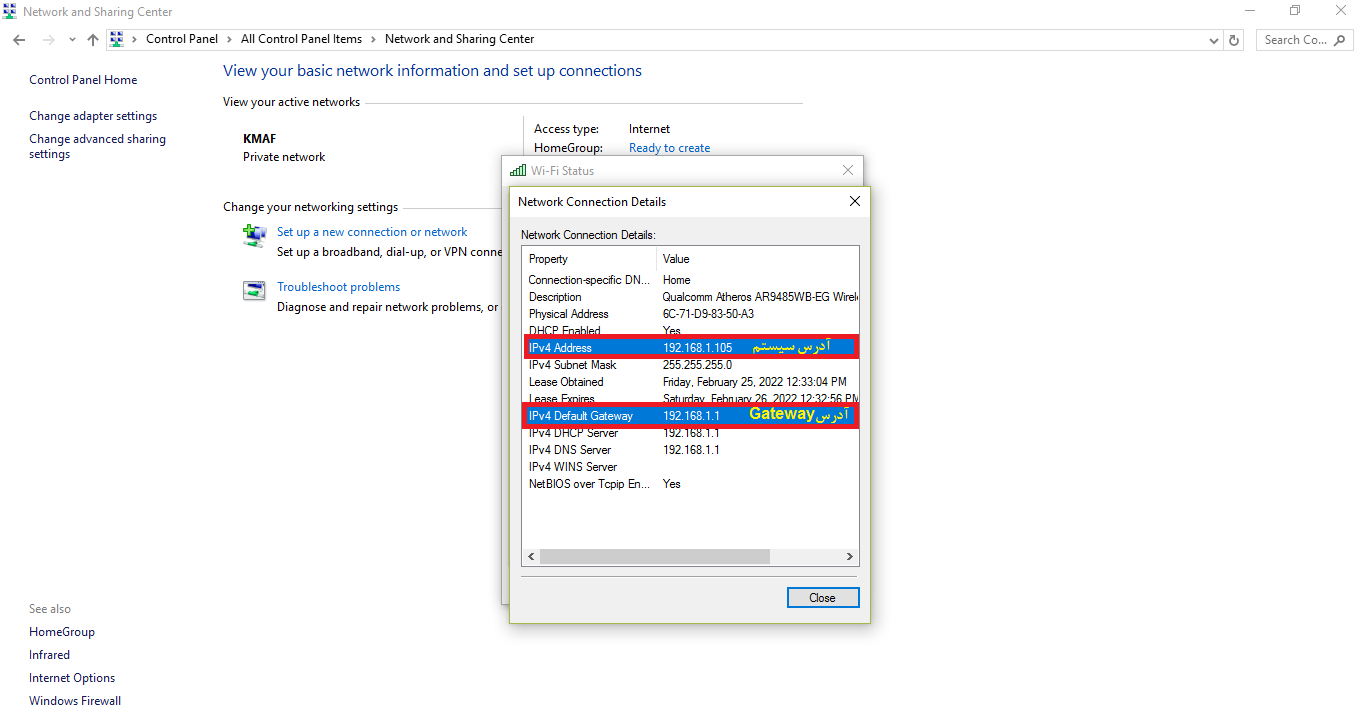 Network and Sharing Center
Control Panel > All Control Panel Items > Network and Sharing Center
Search Co...
Control Panel Home
Change adapter settings
Change advanced sharing
settings
View your basic network information and set up connections
View your active networks
KMAF
Private network
Access type: Internet
HomeGroup: Ready to create
Change your networking settings
Set up a new connection or network
Set up a broadband, dial-up, or VPN conne
Troubleshoot problems
Diagnose and repair network problems, or
Wi-Fi Status
Network Connection Details
Network Connection Details:
Property Value
Connection-specific DN... Home
Description Qualcomm Atheros AR9485WB-EG Wirel
Physical Address 6C-71-D9-83-50-A3
DHCP Enabled Yes
IPv4 Address 192.168.1.105 آدرس سیستم
IPv4 Subnet Mask 255.255.255.0
Lease Obtained Friday, February 25, 2022 12:33:04 PM
Lease Expires Saturday, February 26, 2022 12:32:56 PM
IPv4 Default Gateway 192.168.1.1 آدرس Gateway
IPv4 DHCP Server 192.168.1.1
IPv4 DNS Server 192.168.1.1
IPv4 WINS Server
NetBIOS over Tcpip En... Yes
Close
See also
HomeGroup
Infrared
Internet Options
Windows Firewall